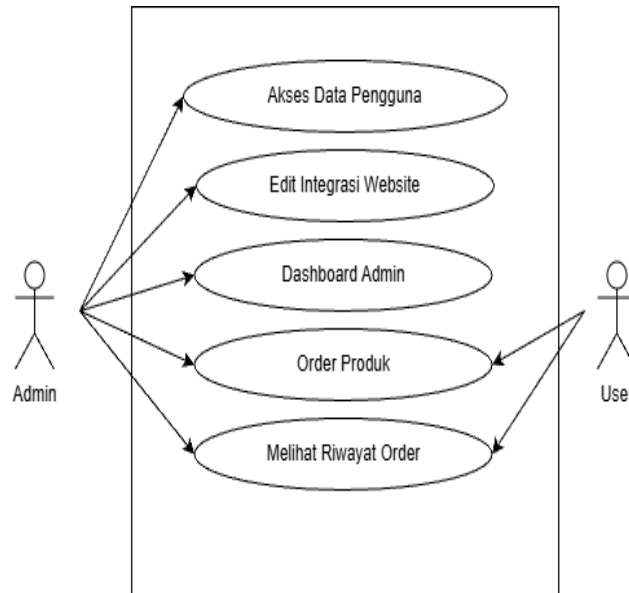 Akses Data Pengguna
Edit Integrasi Website
Dashboard Admin
Order Produk
Melihat Riwayat Order
Admin
Use